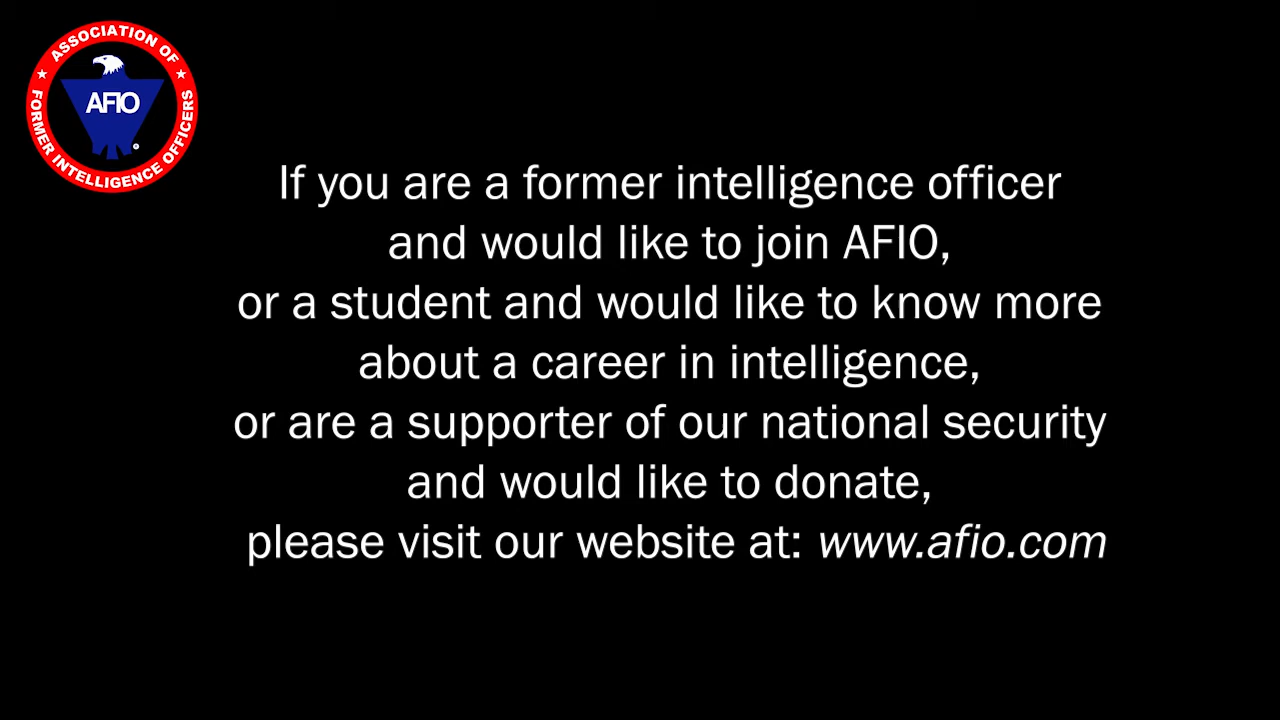 ASSOCIATION OF
FORMER INTELLIGENCE OFFICERS
AFIO
If you are a former intelligence officer
and would like to join AFIO,
or a student and would like to know more
about a career in intelligence,
or are a supporter of our national security
and would like to donate,
please visit our website at: www.afio.com